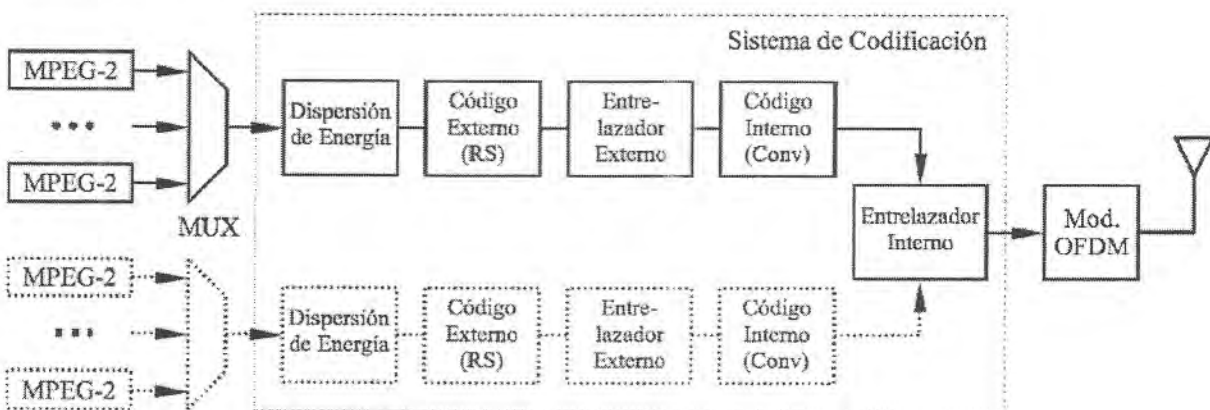 Sistema de Codificación
MPEG-2
MPEG-2
MUX
Dispersión
de Energía
Código
Externo
(RS)
Entre-
lazador
Externo
Código
Interno
(Conv)
Entrelazador
Interno
Mod.
OFDM
MPEG-2
MPEG-2
Dispersión
de Energía
Código
Externo
(RS)
Entre-
lazador
Externo
Código
Interno
(Conv)